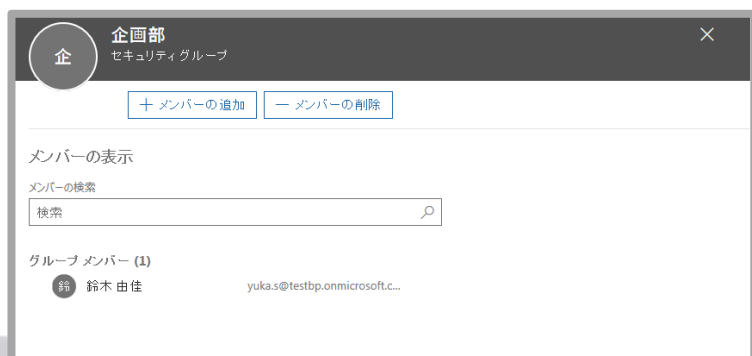 企
企画部
セキュリティグループ
＋ メンバーの追加
－ メンバーの削除
メンバーの表示
メンバーの検索
検索
グループ メンバー (1)
鈴 鈴木 由佳 yuka.s@testbp.onmicrosoft.c...